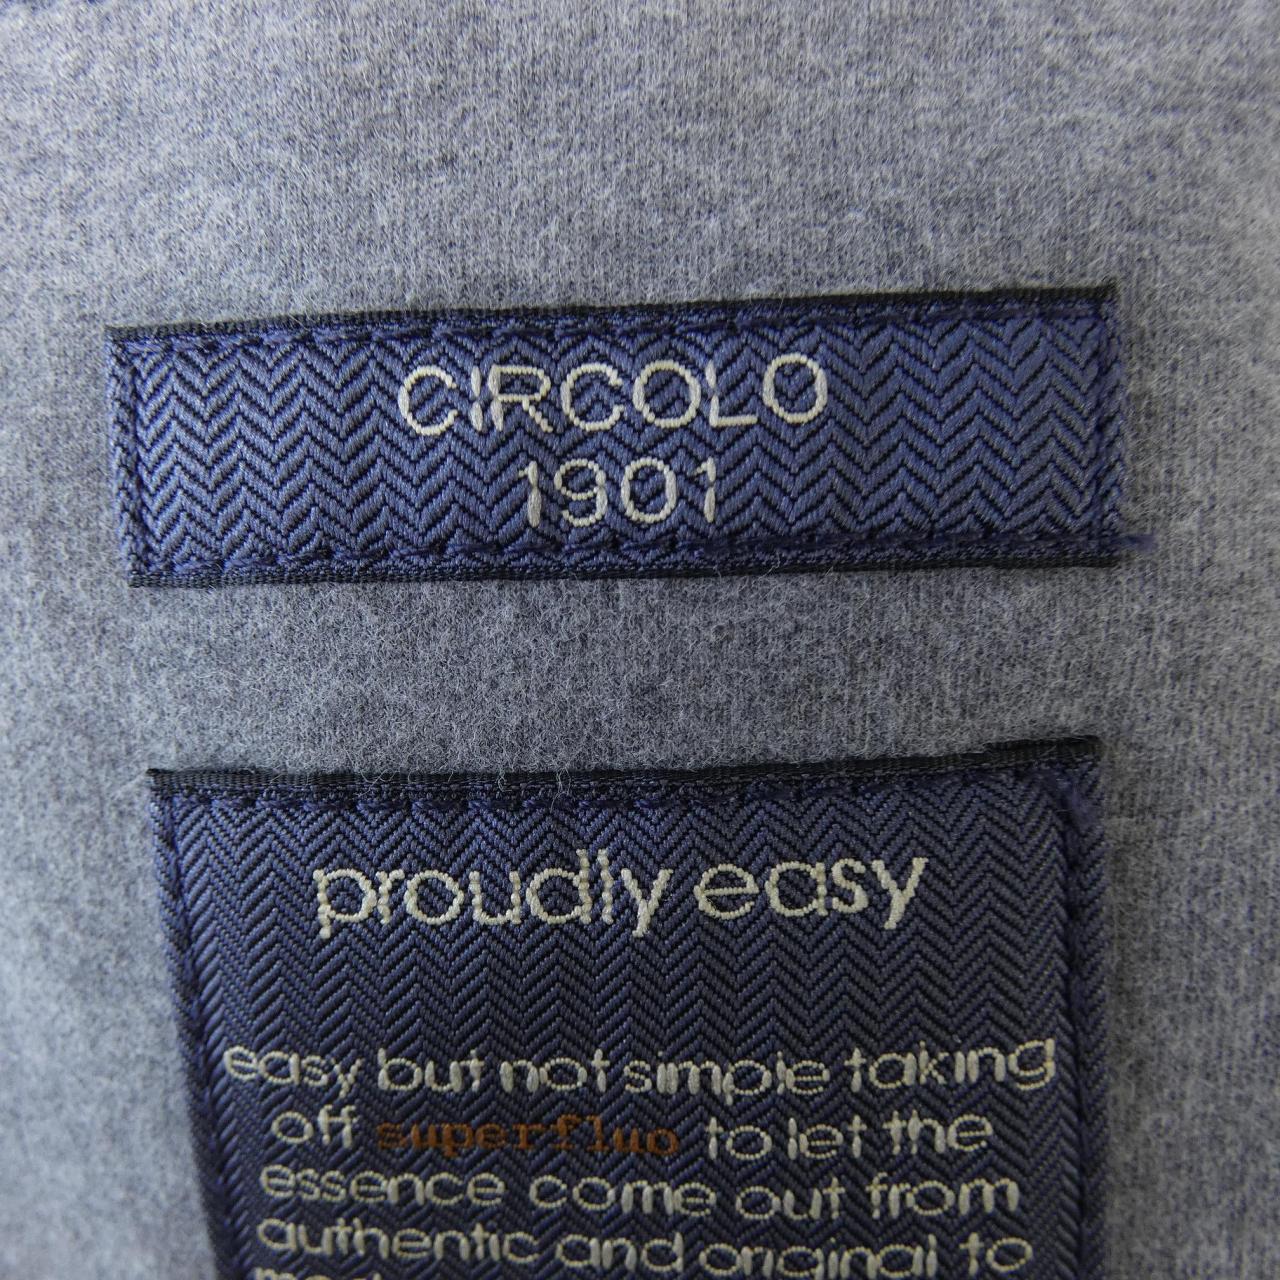 CIRCOLO
1901
proudly easy
easy but not simple taking
off superfluo to let the
essence come out from
authentic and original to